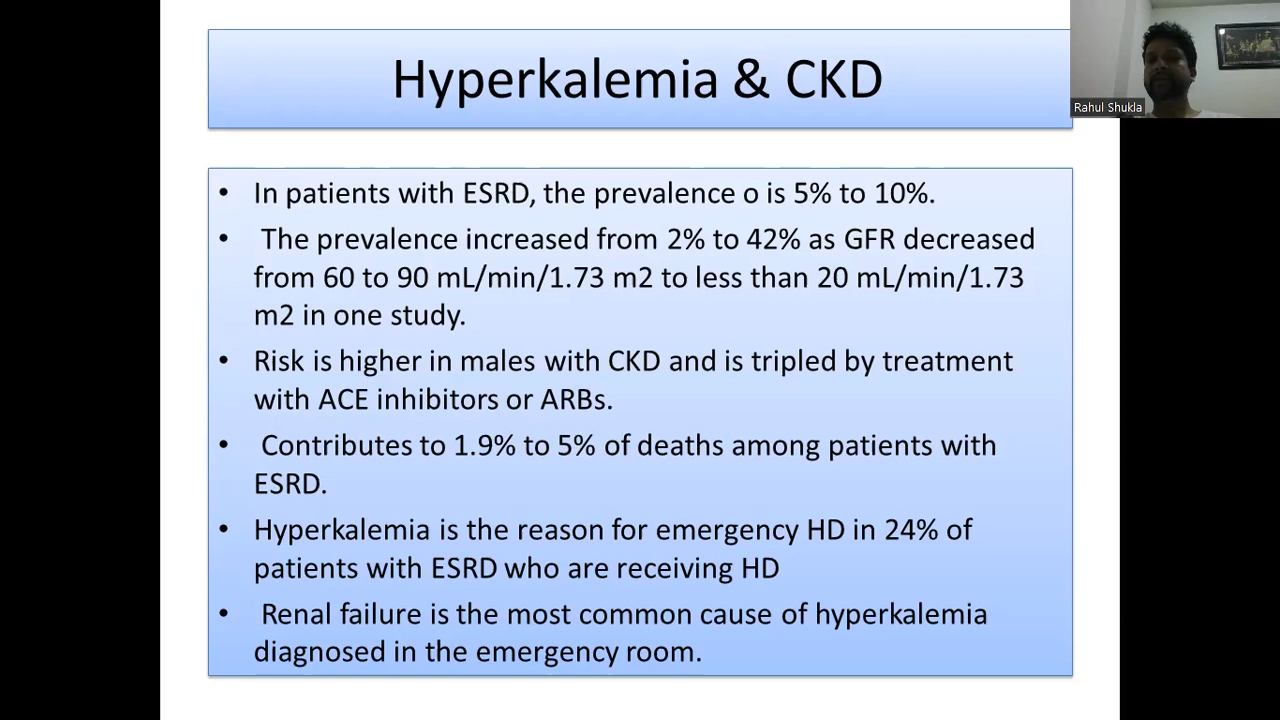 Hyperkalemia & CKD
Rahul Shukla
• In patients with ESRD, the prevalence o is 5% to 10%.
• The prevalence increased from 2% to 42% as GFR decreased
from 60 to 90 mL/min/1.73 m2 to less than 20 mL/min/1.73
m2 in one study.
• Risk is higher in males with CKD and is tripled by treatment
with ACE inhibitors or ARBs.
• Contributes to 1.9% to 5% of deaths among patients with
ESRD.
• Hyperkalemia is the reason for emergency HD in 24% of
patients with ESRD who are receiving HD
• Renal failure is the most common cause of hyperkalemia
diagnosed in the emergency room.